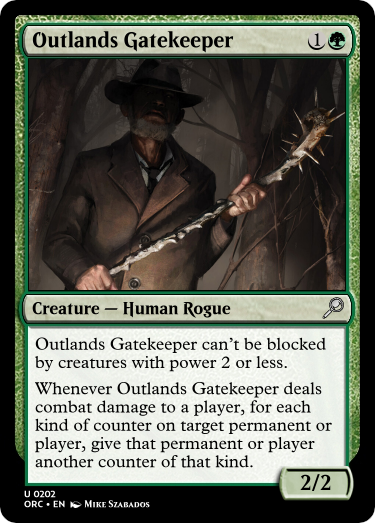 Outlands Gatekeeper 1
Creature — Human Rogue
Outlands Gatekeeper can't be blocked
by creatures with power 2 or less.
Whenever Outlands Gatekeeper deals
combat damage to a player, for each
kind of counter on target permanent or
player, give that permanent or player
another counter of that kind.
2/2
U 0202
ORC • EN Mike Szabados